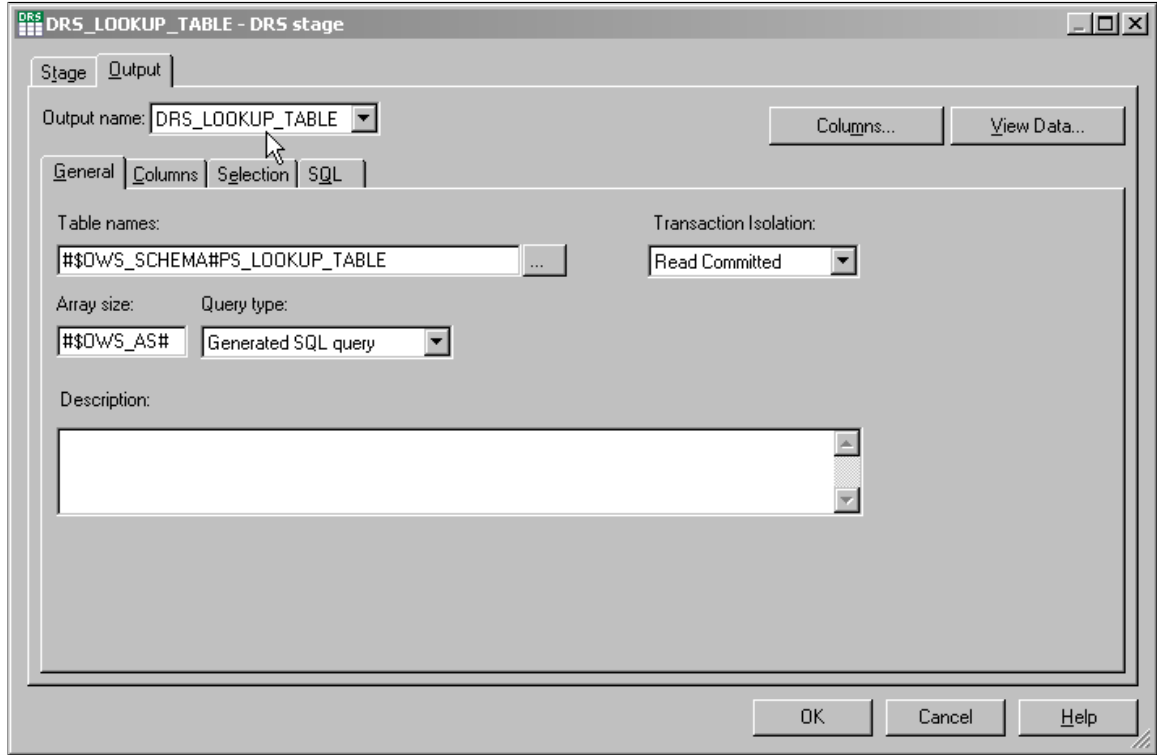 DRS DRS_LOOKUP_TABLE - DRS stage
Stage Output
Output name: DRS_LOOKUP_TABLE Columns... View Data...
General Columns Selection SQL
Table names: Transaction Isolation:
#$OWS_SCHEMA#PS_LOOKUP_TABLE ... Read Committed
Array size: Query type:
#$OWS_AS# Generated SQL query
Description:
OK Cancel Help